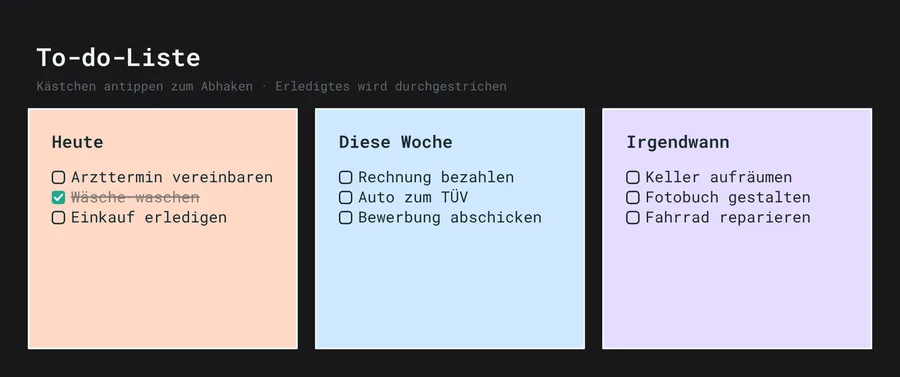 To-do-Liste
Kästchen antippen zum Abhaken · Erledigtes wird durchgestrichen
Heute
Arzttermin vereinbaren
Wäsche waschen
Einkauf erledigen
Diese Woche
Rechnung bezahlen
Auto zum TÜV
Bewerbung abschicken
Irgendwann
Keller aufräumen
Fotobuch gestalten
Fahrrad reparieren